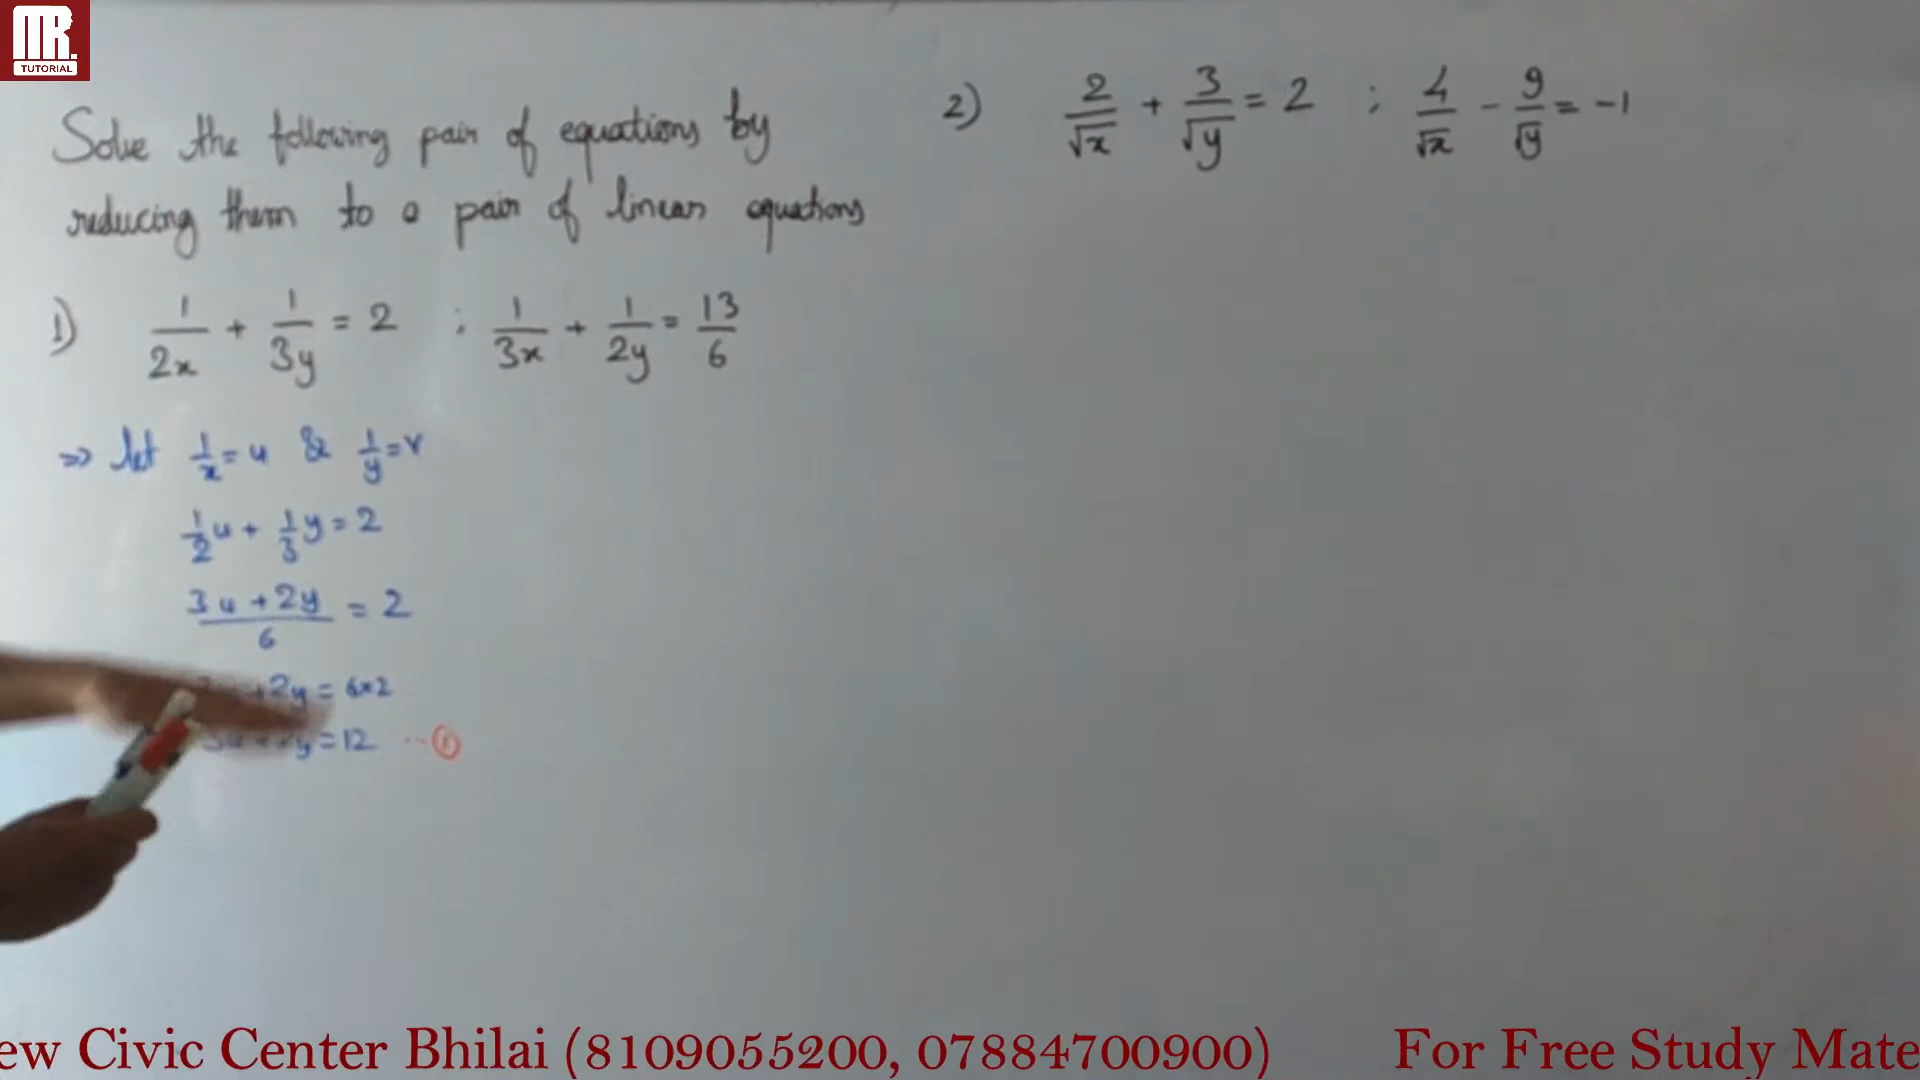 MR.
TUTORIAL
Solve the following pair of equations by
reducing them to a pair of linear equations
1) 1/2x + 1/3y = 2 ; 1/3x + 1/2y = 13/6
⇒ let 1/x = u & 1/y = v
1/2 u + 1/3 y = 2
3u + 2y / 6 = 2
+2y = 6×2
y = 12 ... ①
2) 2/√x + 3/√y = 2 ; 4/√x - 9/√y = -1
ew Civic Center Bhilai (8109055200, 07884700900) For Free Study Mate